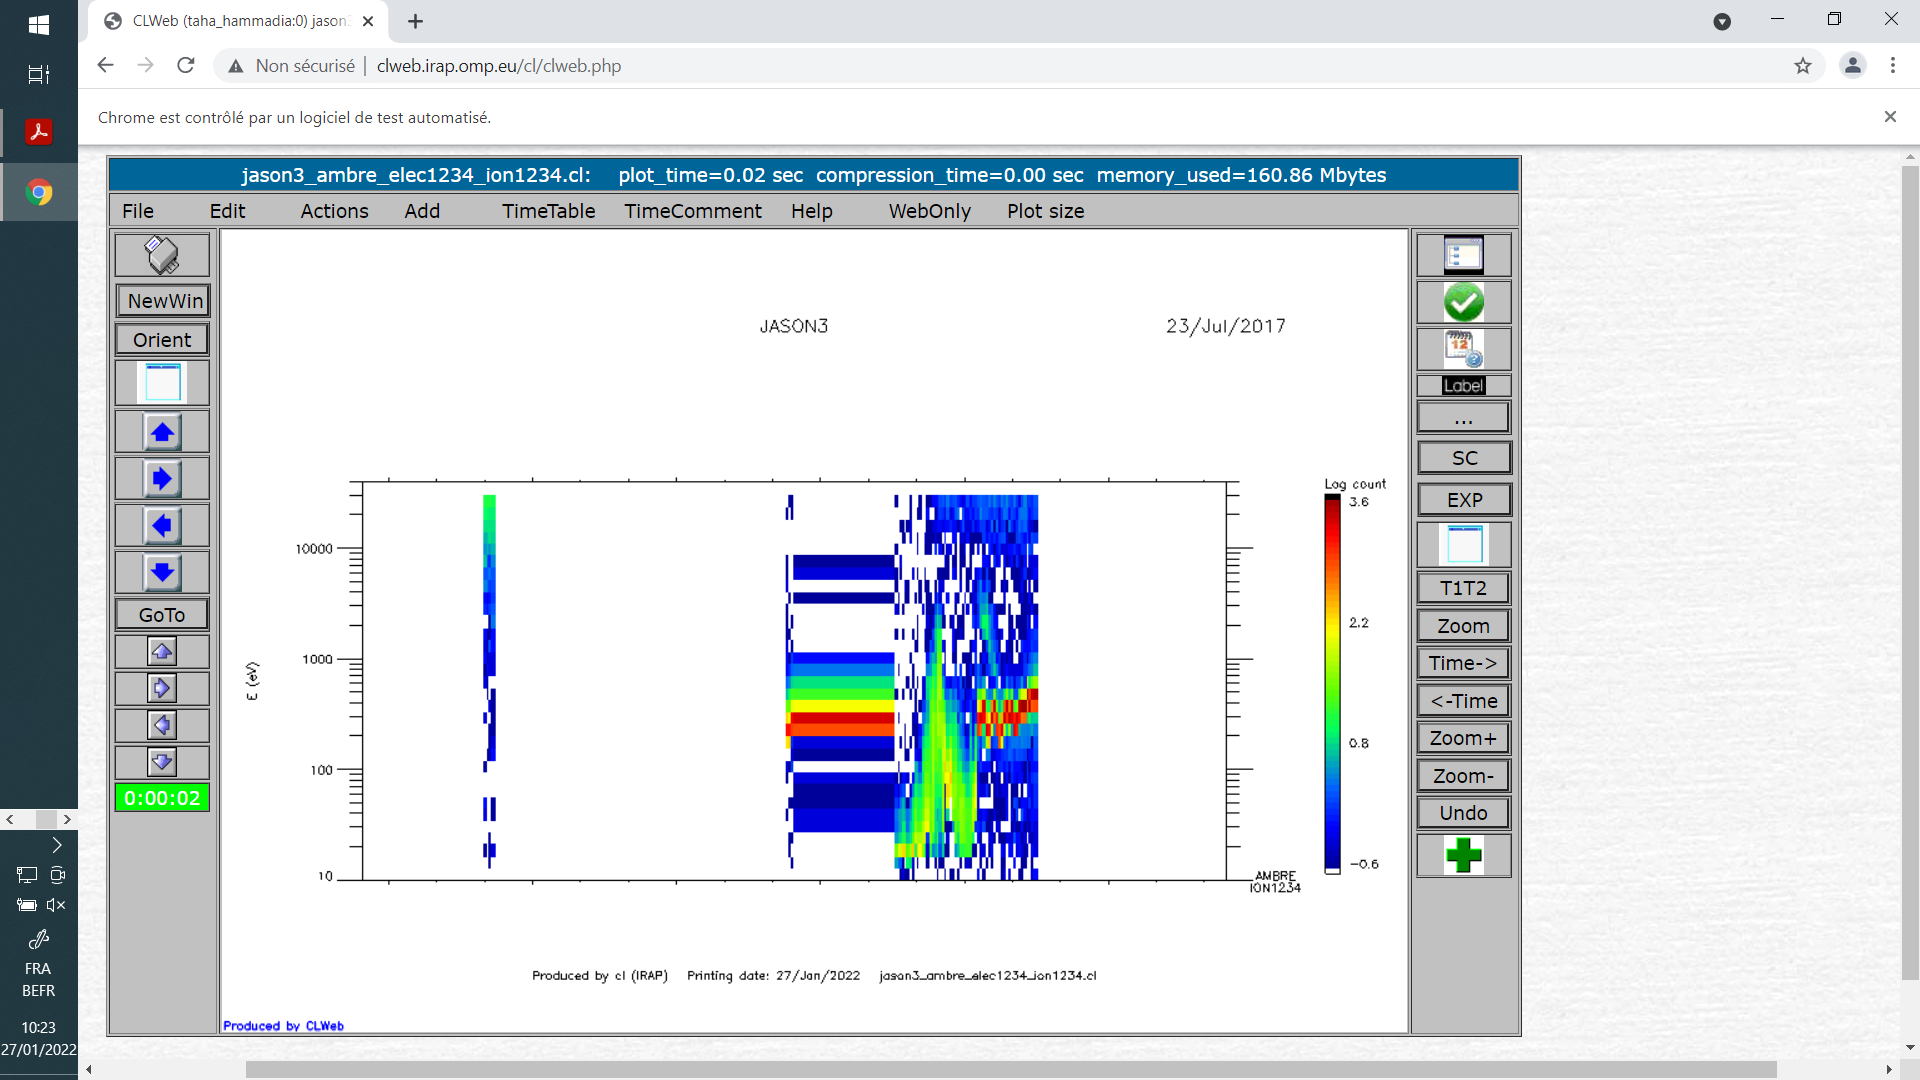 CLWeb (taha_hammadia:0) jason3
Non sécurisé | clweb.irap.omp.eu/cl/clweb.php
Chrome est contrôlé par un logiciel de test automatisé.
jason3_ambre_elec1234_ion1234.cl: plot_time=0.02 sec compression_time=0.00 sec memory_used=160.86 Mbytes
File Edit Actions Add TimeTable TimeComment Help WebOnly Plot size
NewWin
Orient
GoTo
0:00:02
JASON3
23/Jul/2017
10000
1000
100
10
E (eV)
Log count
3.6
2.2
0.8
-0.6
AMBRE
ION1234
Produced by cl (IRAP) Printing date: 27/Jan/2022 jason3_ambre_elec1234_ion1234.cl
Produced by CLWeb
12
Label
...
SC
EXP
T1T2
Zoom
Time->
<-Time
Zoom+
Zoom-
Undo
FRA
BEFR
10:23
27/01/2022